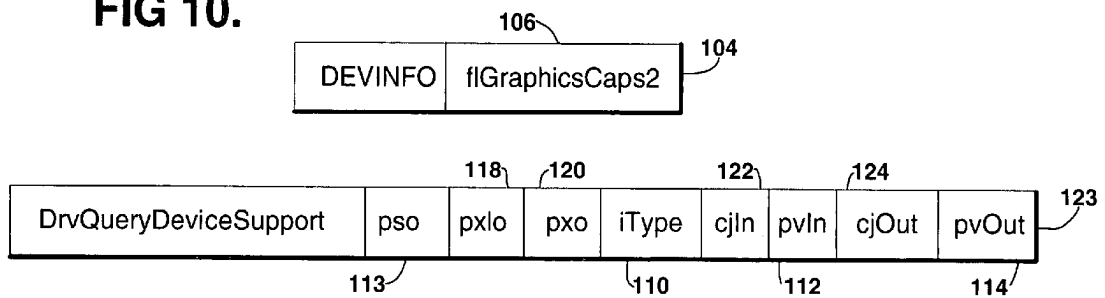 FIG 10.
106
DEVINFO flGraphicsCaps2 104
118 120 122 124
DrvQueryDeviceSupport pso pxlo pxo iType cjIn pvIn cjOut pvOut 123
113 110 112 114